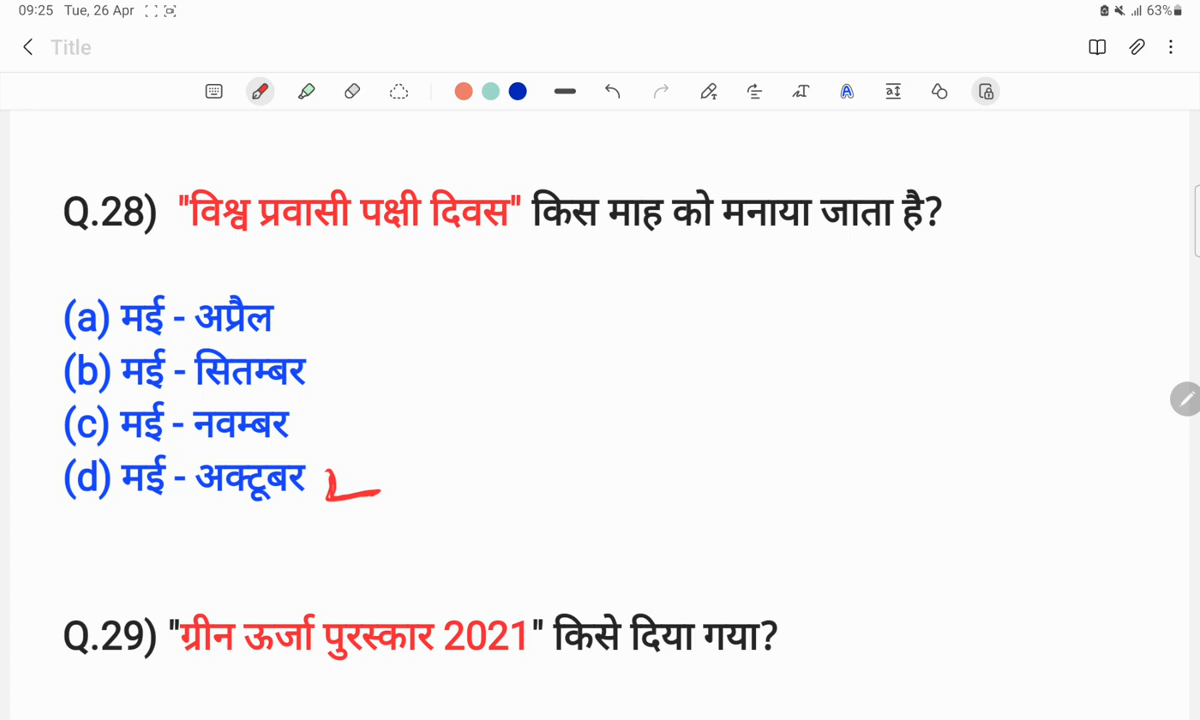 09:25 Tue, 26 Apr 63%
Title
Q.28) "विश्व प्रवासी पक्षी दिवस" किस माह को मनाया जाता है?
(a) मई - अप्रैल
(b) मई - सितम्बर
(c) मई - नवम्बर
(d) मई - अक्टूबर
Q.29) "ग्रीन ऊर्जा पुरस्कार 2021" किसे दिया गया?